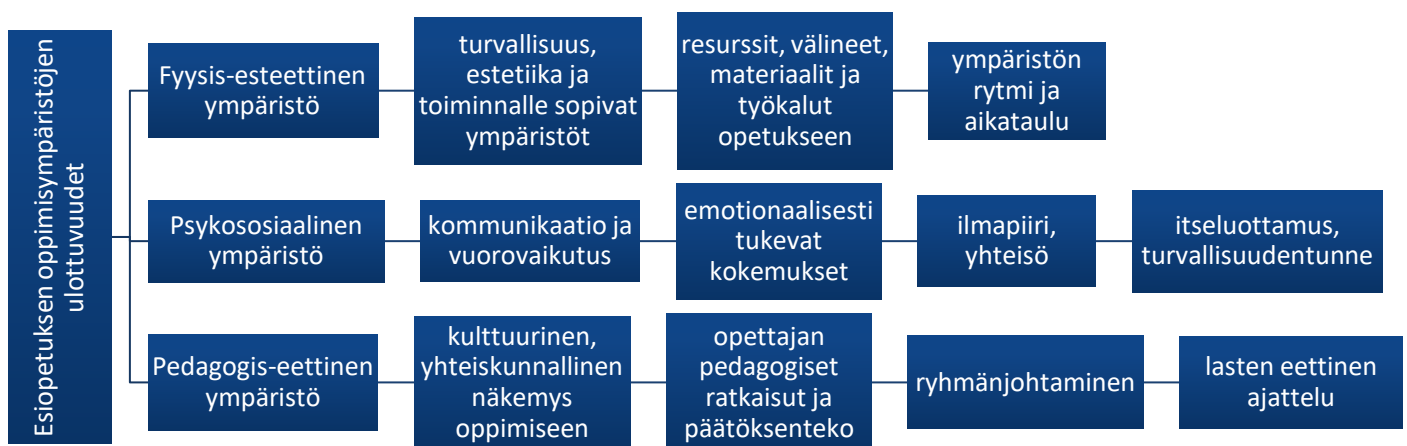 Esiopetuksen oppimisympäristöjen
ulottuvuudet
Fyysis-esteettinen
ympäristö
turvallisuus,
estetiika ja
toiminnalle sopivat
ympäristöt
resurssit, välineet,
materiaalit ja
työkalut
opetukseen
ympäristön
rytmi ja
aikataulu
Psykososiaalinen
ympäristö
kommunikaatio ja
vuorovaikutus
emotionaalisesti
tukevat
kokemukset
ilmapiiri,
yhteisö
itseluottamus,
turvallisuudentunne
Pedagogis-eettinen
ympäristö
kulttuurinen,
yhteiskunnallinen
näkemys
oppimiseen
opettajan
pedagogiset
ratkaisut ja
päätöksenteko
ryhmänjohtaminen
lasten eettinen
ajattelu